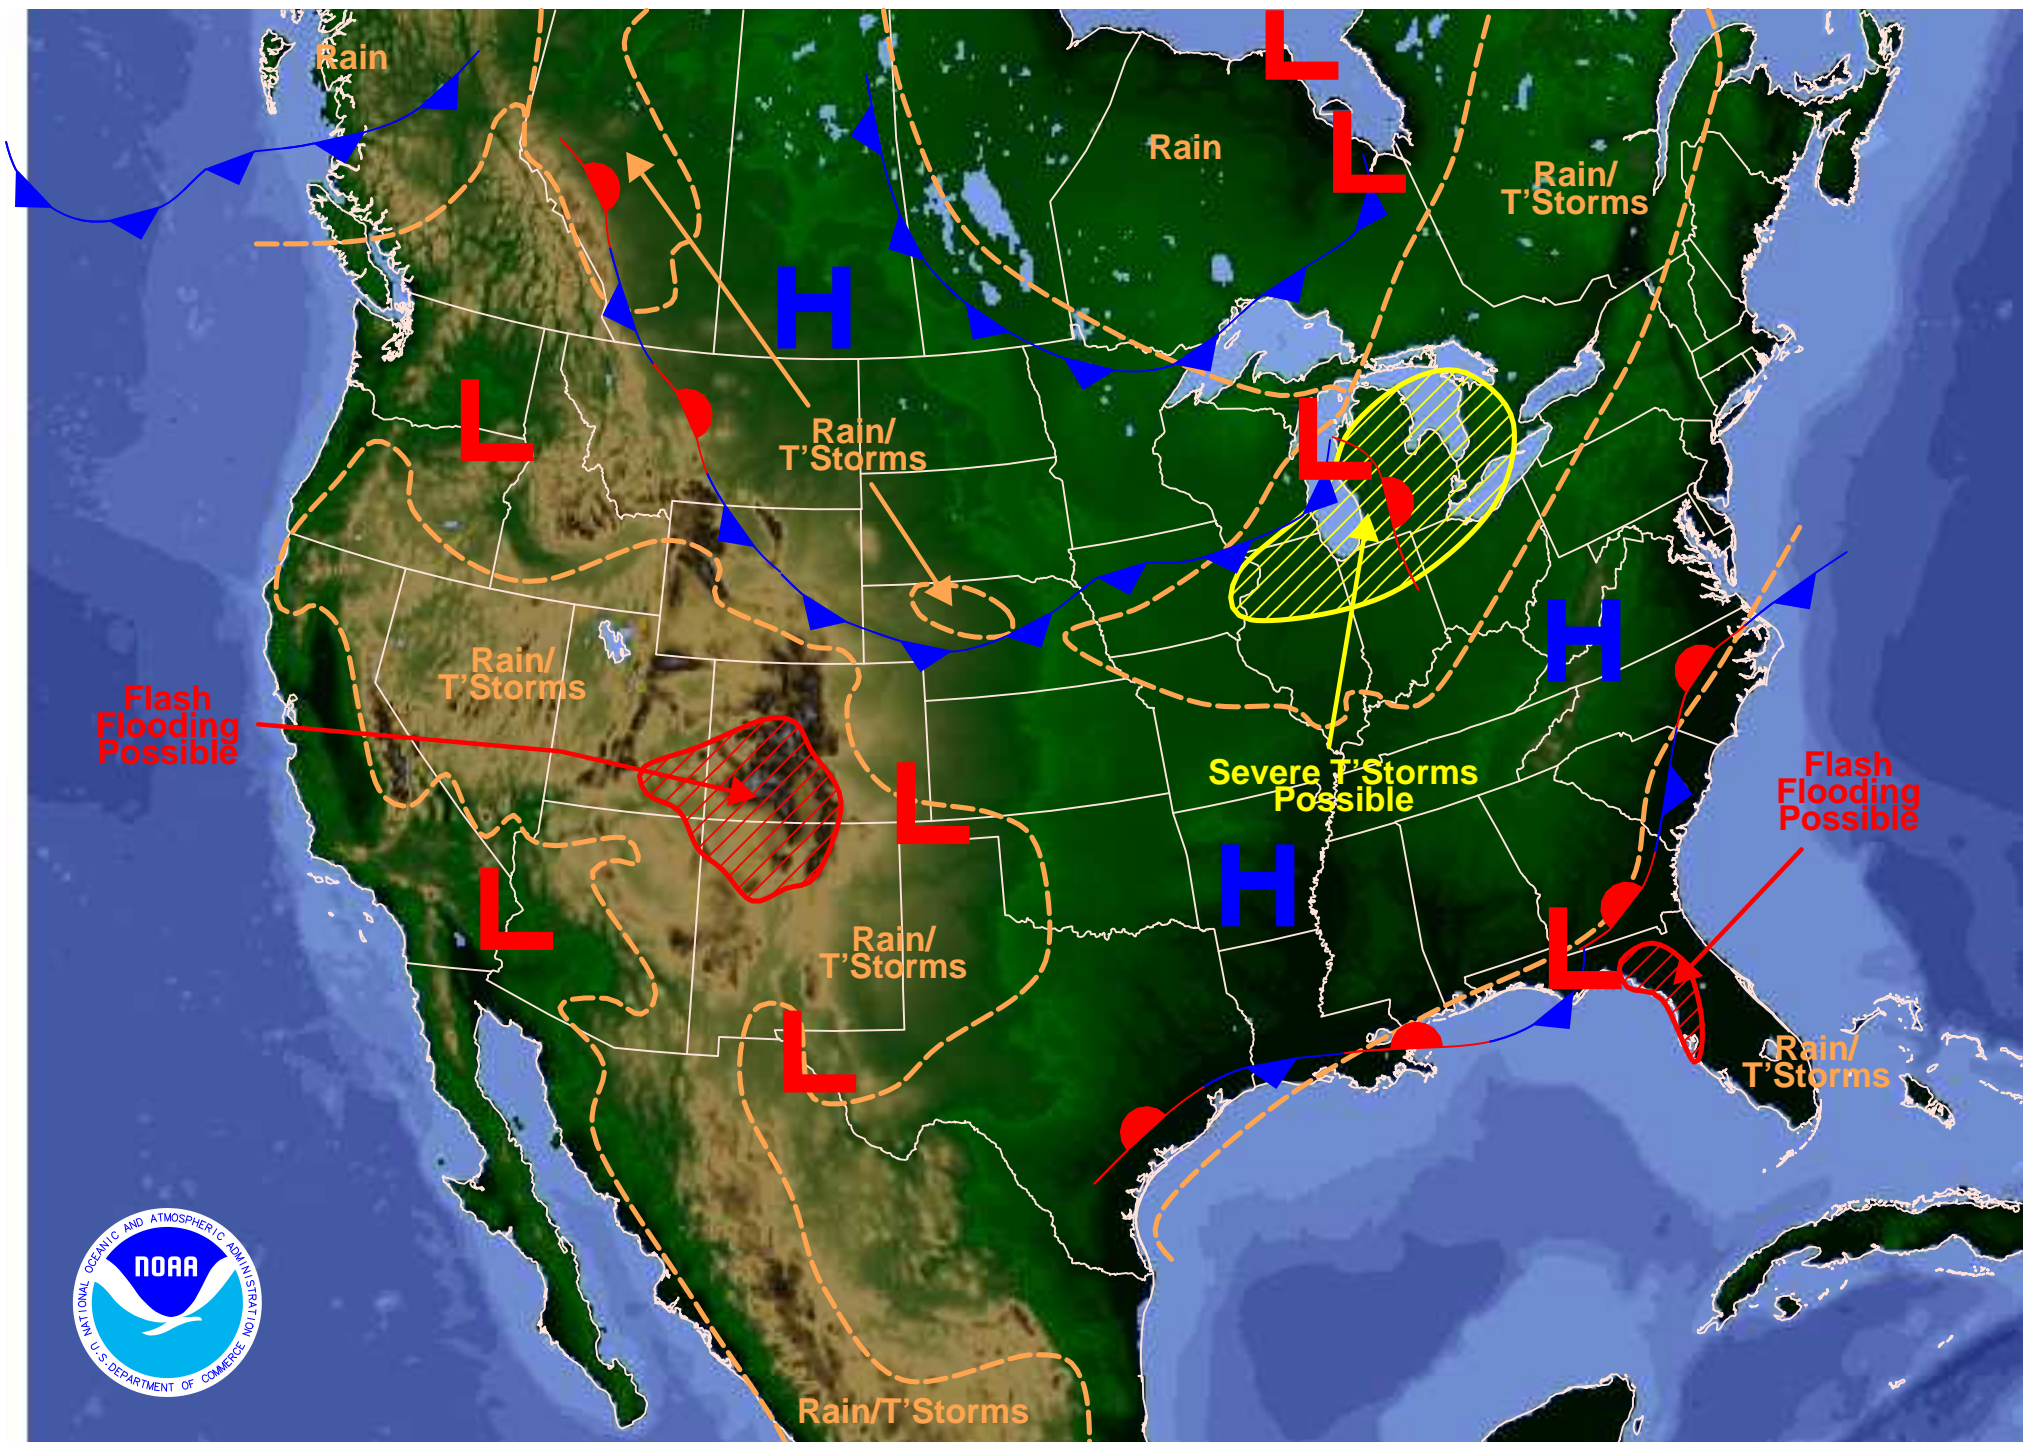 Rain
L
L
Rain
Rain/
T'Storms
H
L
L
Rain/
T'Storms
Rain/
T'Storms
H
Flash
Flooding
Possible
L
Severe T'Storms
Possible
Flash
Flooding
Possible
H
L
L
Rain/
T'Storms
L
Rain/
T'Storms
NATIONAL OCEANIC AND ATMOSPHERIC ADMINISTRATION
NOAA
U.S. DEPARTMENT OF COMMERCE
Rain/T'Storms